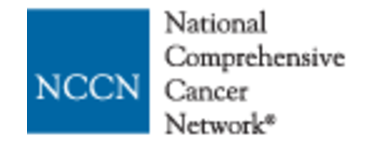 NCCN
National
Comprehensive
Cancer
Network®